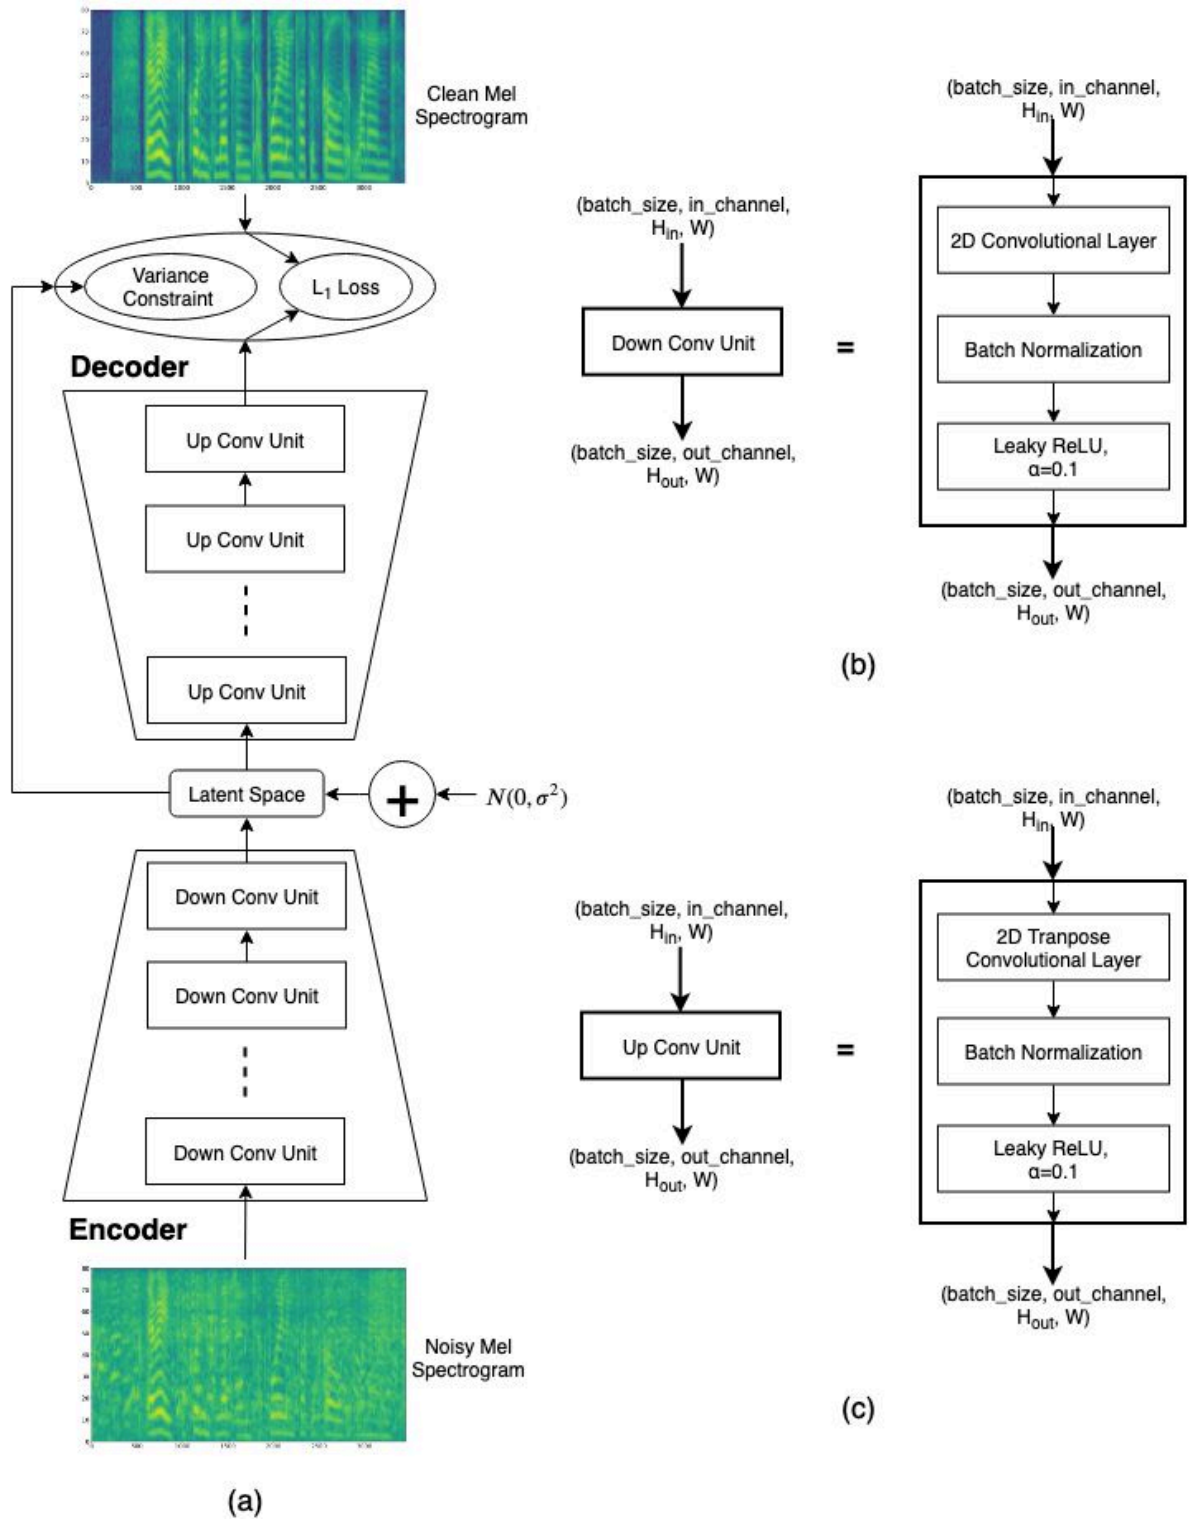 Clean Mel
Spectrogram
Variance
Constraint
L1 Loss
Decoder
Up Conv Unit
Up Conv Unit
Up Conv Unit
Latent Space
+
N(0, σ²)
Down Conv Unit
Down Conv Unit
Down Conv Unit
Encoder
Noisy Mel
Spectrogram
(a)
(batch_size, in_channel,
Hin, W)
Down Conv Unit
(batch_size, out_channel,
Hout, W)
=
(batch_size, in_channel,
Hin, W)
2D Convolutional Layer
Batch Normalization
Leaky ReLU,
α=0.1
(batch_size, out_channel,
Hout, W)
(b)
(batch_size, in_channel,
Hin, W)
Up Conv Unit
(batch_size, out_channel,
Hout, W)
=
(batch_size, in_channel,
Hin, W)
2D Tranpose
Convolutional Layer
Batch Normalization
Leaky ReLU,
α=0.1
(batch_size, out_channel,
Hout, W)
(c)